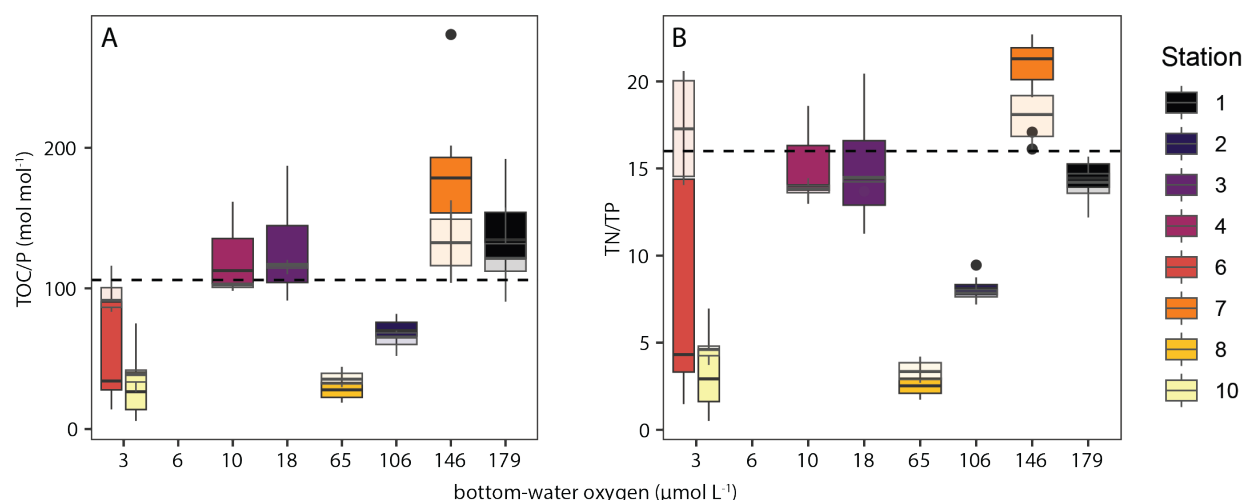 A
B
Station
TOC/P (mol mol⁻¹)
200
100
0
3 6 10 18 65 106 146 179
TN/TP
20
15
10
5
0
3 6 10 18 65 106 146 179
bottom-water oxygen (µmol L⁻¹)
1
2
3
4
6
7
8
10